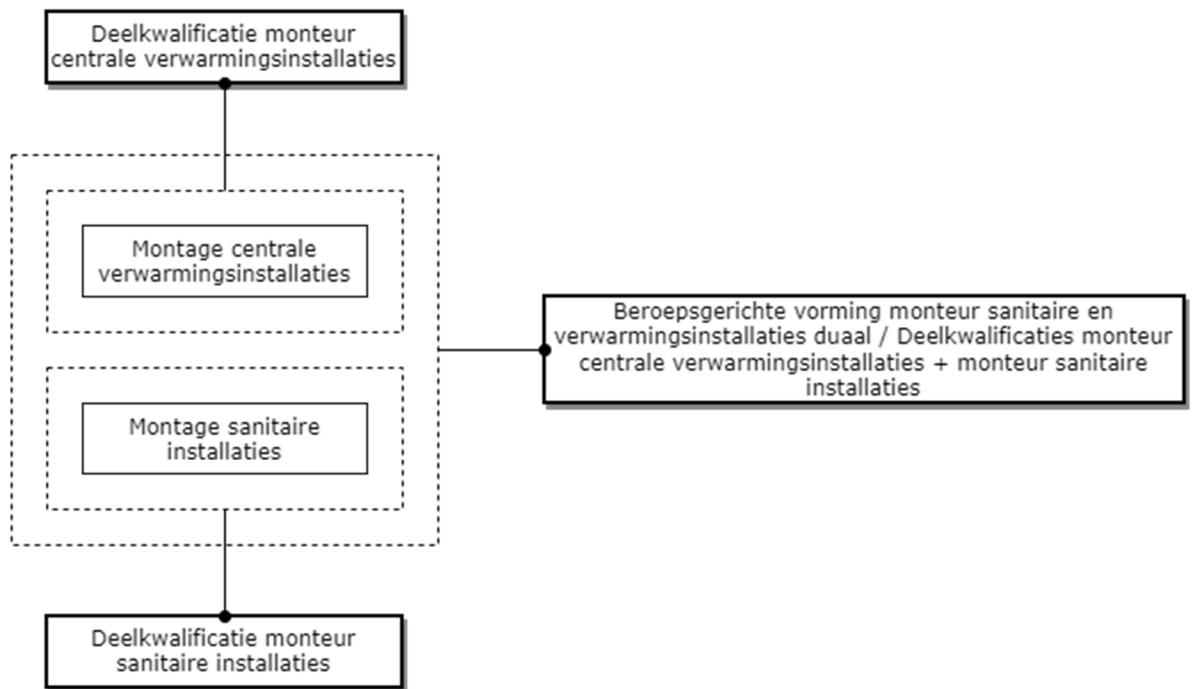 Deelkwalificatie monteur
centrale verwarmingsinstallaties
Montage centrale
verwarmingsinstallaties
Beroepsgerichte vorming monteur sanitaire en
verwarmingsinstallaties duaal / Deelkwalificaties monteur
centrale verwarmingsinstallaties + monteur sanitaire
installaties
Montage sanitaire
installaties
Deelkwalificatie monteur
sanitaire installaties